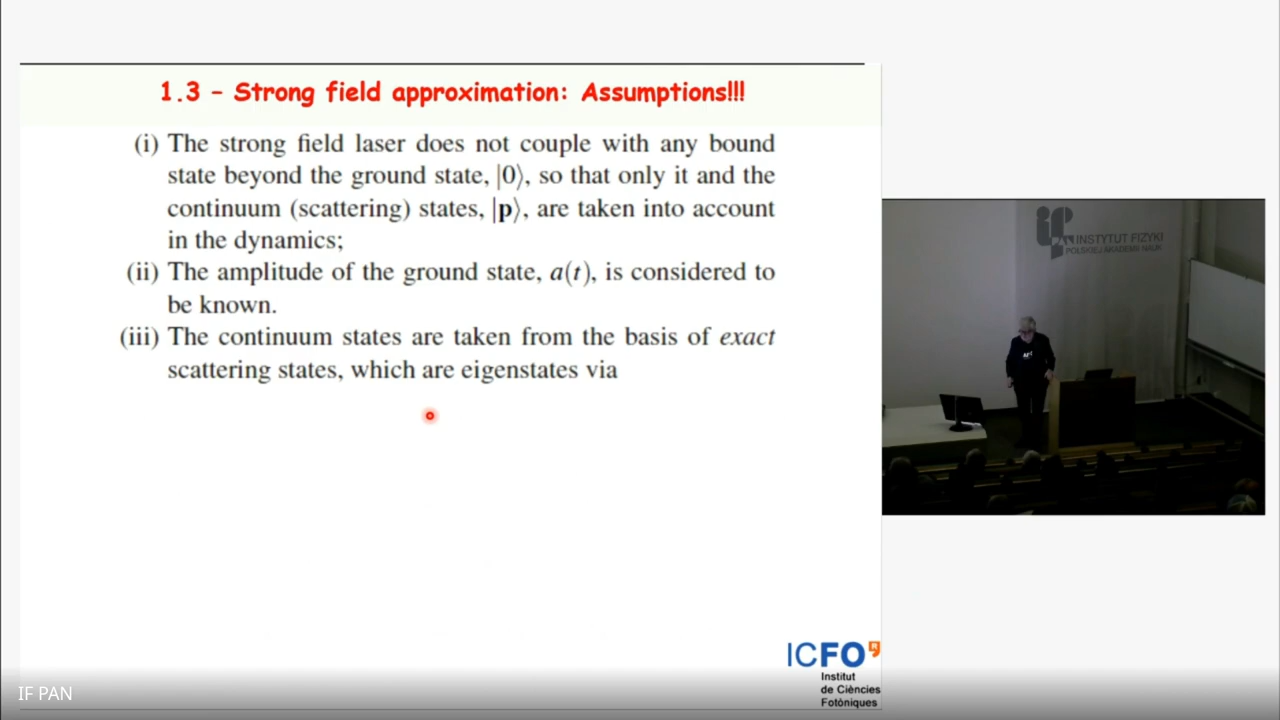 1.3 – Strong field approximation: Assumptions!!!
(i) The strong field laser does not couple with any bound
state beyond the ground state, |0⟩, so that only it and the
continuum (scattering) states, |p⟩, are taken into account
in the dynamics;
(ii) The amplitude of the ground state, a(t), is considered to
be known.
(iii) The continuum states are taken from the basis of exact
scattering states, which are eigenstates via
INSTYTUT FIZYKI
POLSKIEJ AKADEMII NAUK
ICFO
Institut
de Ciències
Fotòniques
IF PAN